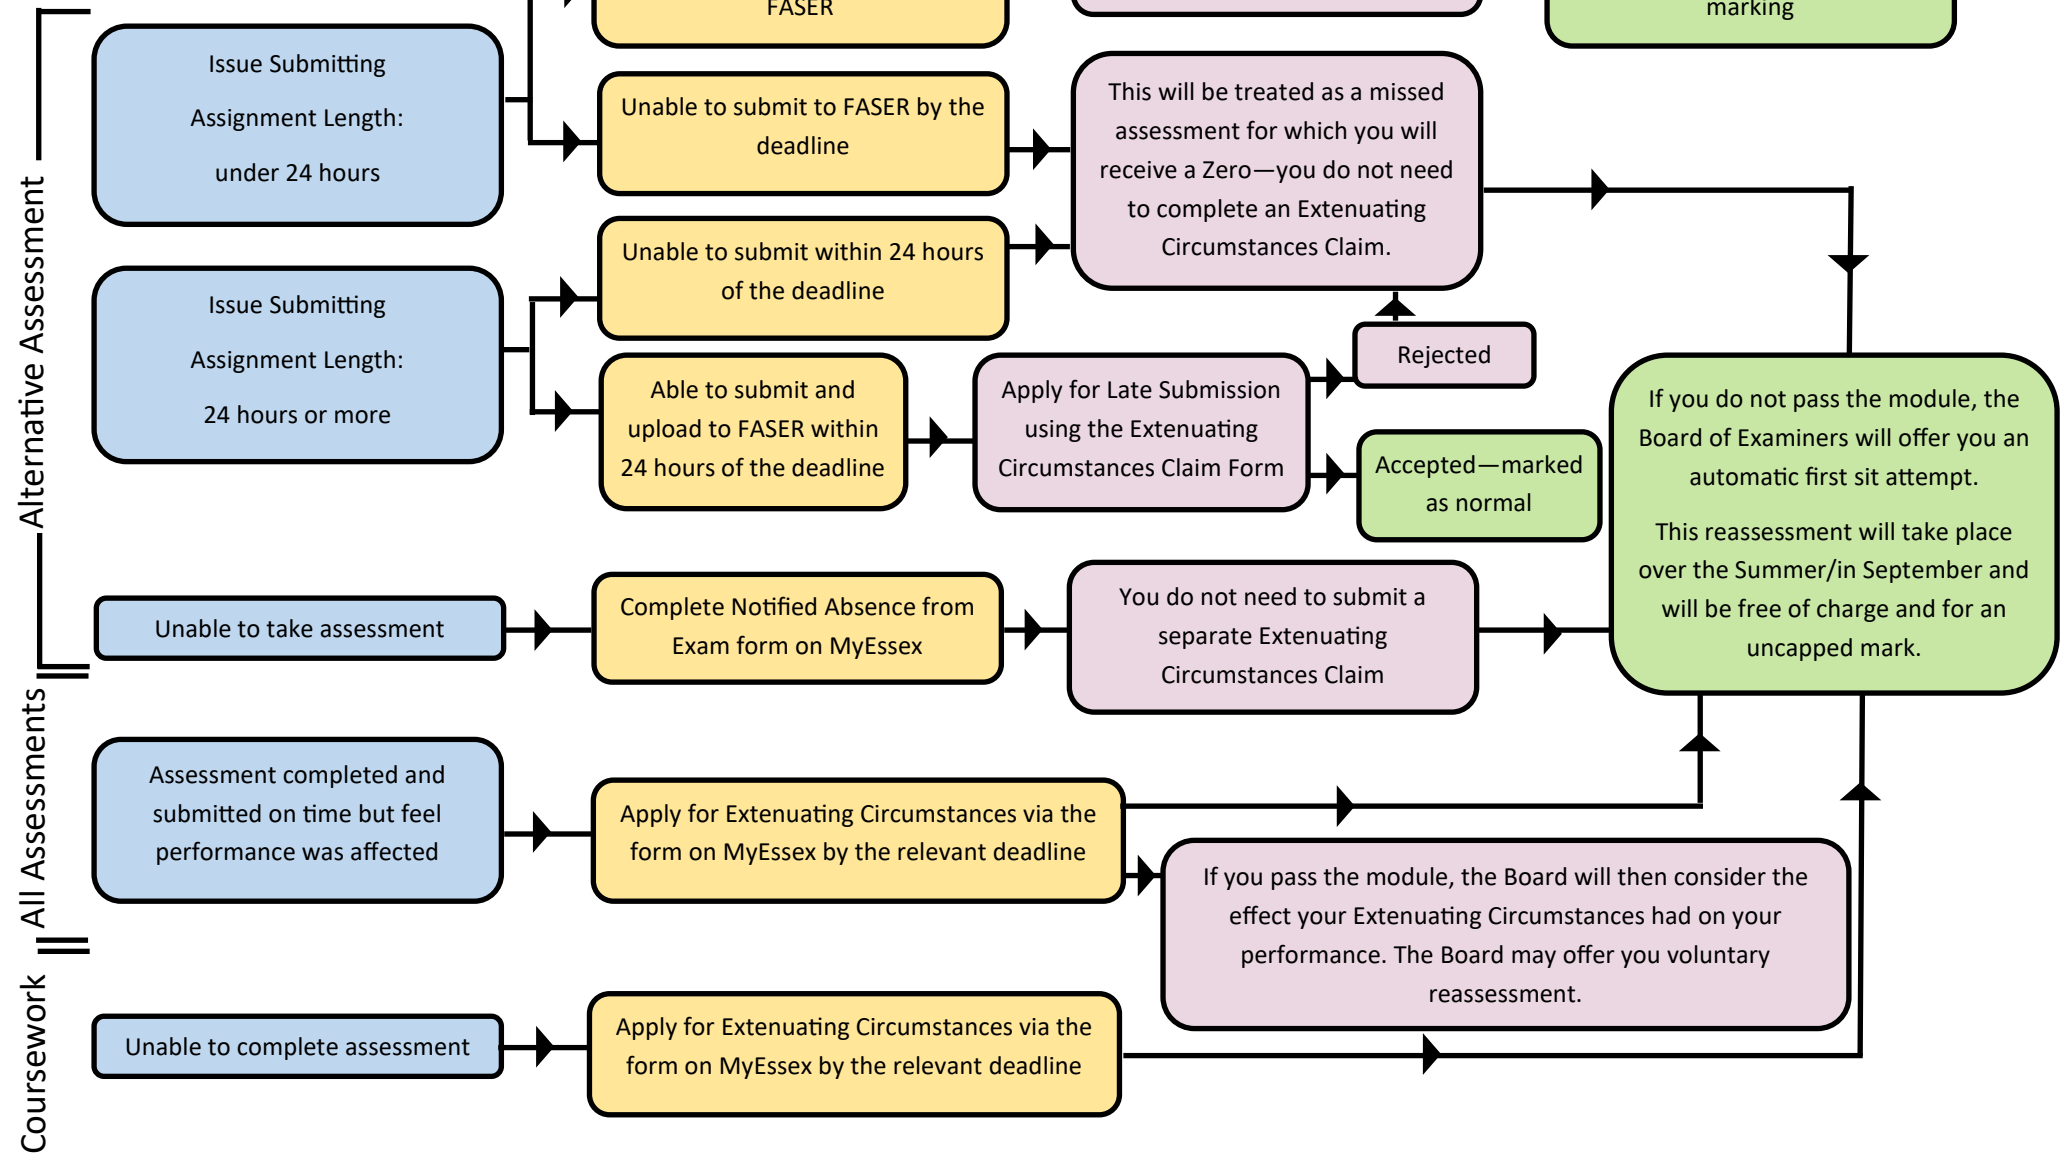 FASER
marking
Alternative Assessment
Issue Submitting
Assignment Length:
under 24 hours
Unable to submit to FASER by the
deadline
This will be treated as a missed
assessment for which you will
receive a Zero—you do not need
to complete an Extenuating
Circumstances Claim.
Issue Submitting
Assignment Length:
24 hours or more
Unable to submit within 24 hours
of the deadline
Able to submit and
upload to FASER within
24 hours of the deadline
Apply for Late Submission
using the Extenuating
Circumstances Claim Form
Rejected
Accepted—marked
as normal
If you do not pass the module, the
Board of Examiners will offer you an
automatic first sit attempt.
This reassessment will take place
over the Summer/in September and
will be free of charge and for an
uncapped mark.
Unable to take assessment
Complete Notified Absence from
Exam form on MyEssex
You do not need to submit a
separate Extenuating
Circumstances Claim
All Assessments
Assessment completed and
submitted on time but feel
performance was affected
Apply for Extenuating Circumstances via the
form on MyEssex by the relevant deadline
If you pass the module, the Board will then consider the
effect your Extenuating Circumstances had on your
performance. The Board may offer you voluntary
reassessment.
Coursework
Unable to complete assessment
Apply for Extenuating Circumstances via the
form on MyEssex by the relevant deadline